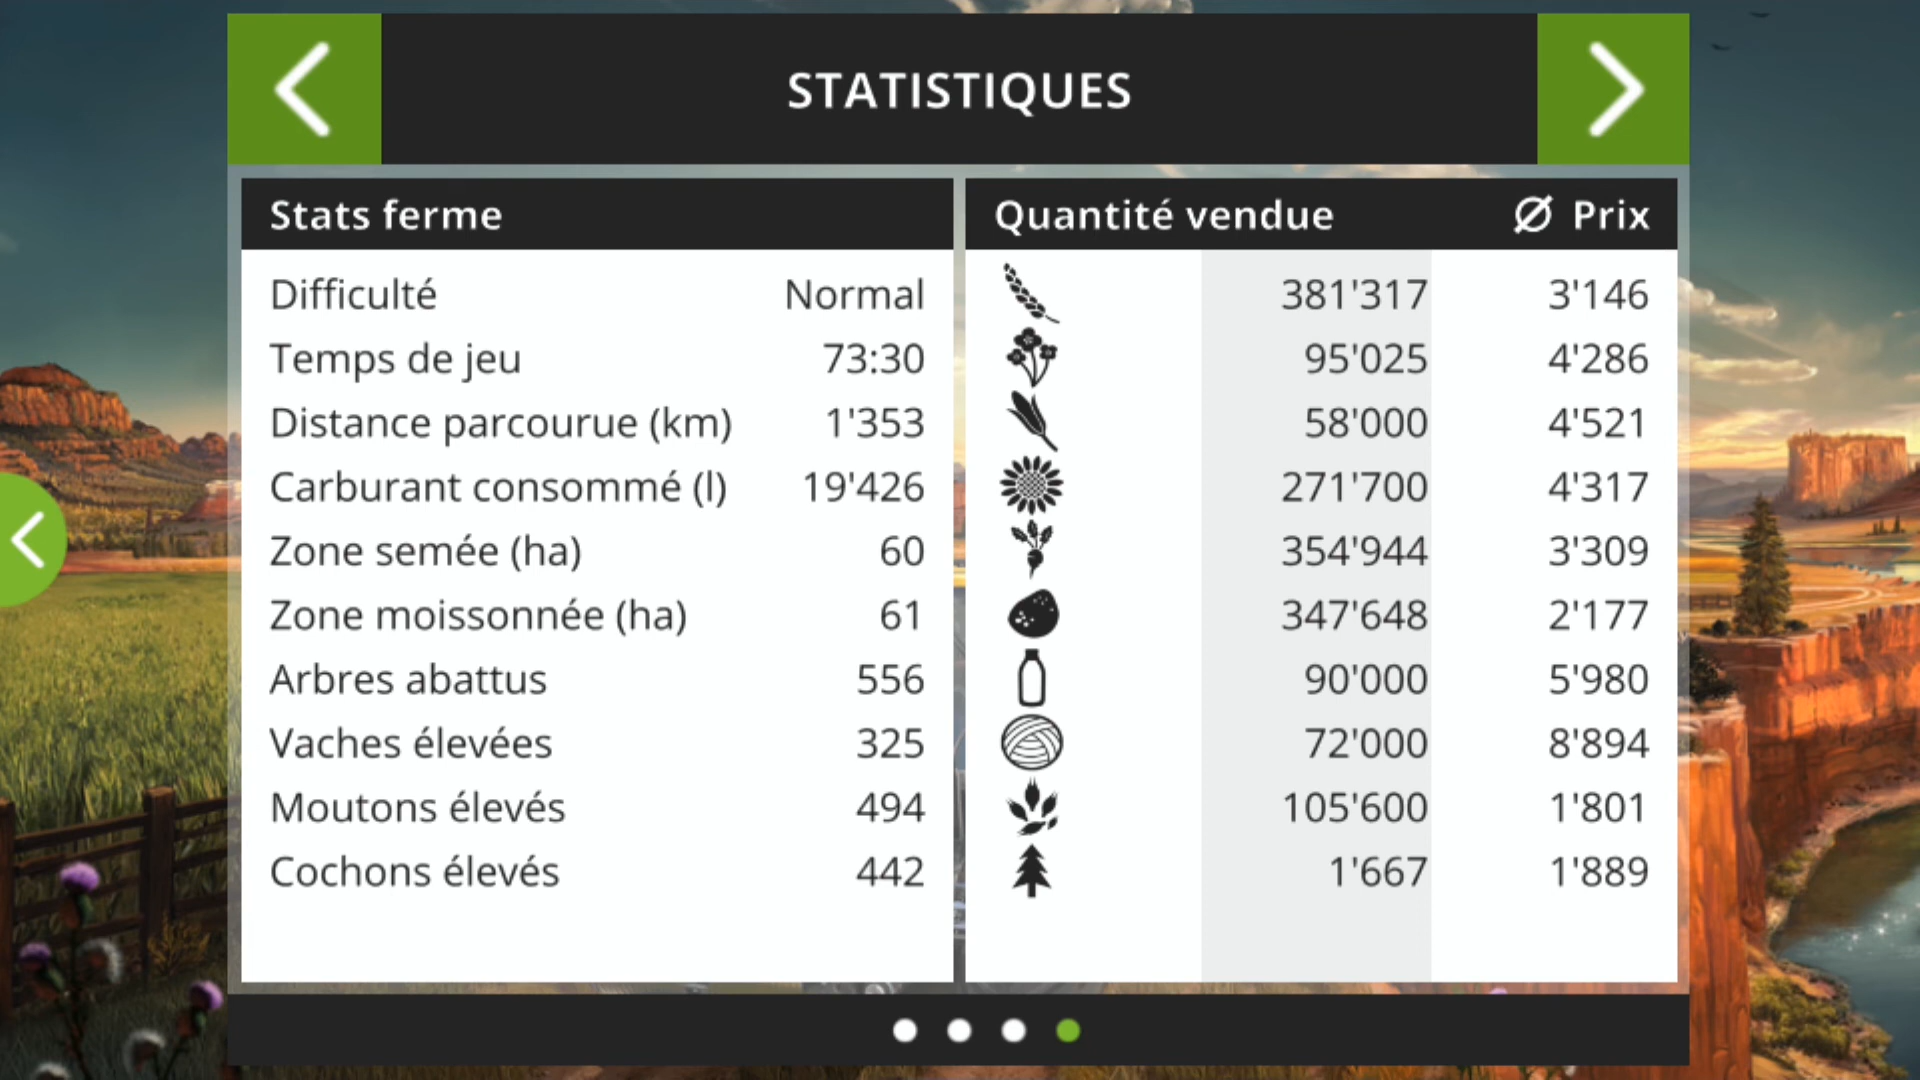 STATISTIQUES
Stats ferme
Difficulté Normal
Temps de jeu 73:30
Distance parcourue (km) 1'353
Carburant consommé (l) 19'426
Zone semée (ha) 60
Zone moissonnée (ha) 61
Arbres abattus 556
Vaches élevées 325
Moutons élevés 494
Cochons élevés 442
Quantité vendue Ø Prix
381'317 3'146
95'025 4'286
58'000 4'521
271'700 4'317
354'944 3'309
347'648 2'177
90'000 5'980
72'000 8'894
105'600 1'801
1'667 1'889